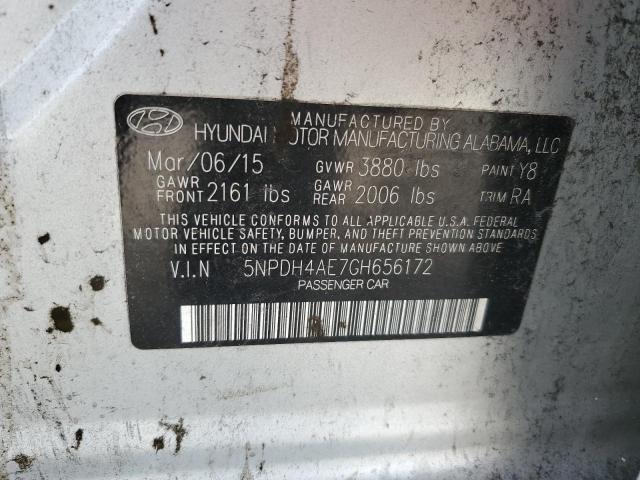 MANUFACTURED BY
HYUNDAI OTOR MANUFACTURING ALABAMA, LLC
Mar/06/15 GVWR 3880 lbs PAINT Y8
GAWR FRONT 2161 lbs GAWR REAR 2006 lbs TRIM RA
THIS VEHICLE CONFORMS TO ALL APPLICABLE U.S.A. FEDERAL
MOTOR VEHICLE SAFETY, BUMPER, AND THEFT PREVENTION STANDARDS
IN EFFECT ON THE DATE OF MANUFACTURE SHOWN ABOVE
V.I.N 5NPDH4AE7GH656172
PASSENGER CAR